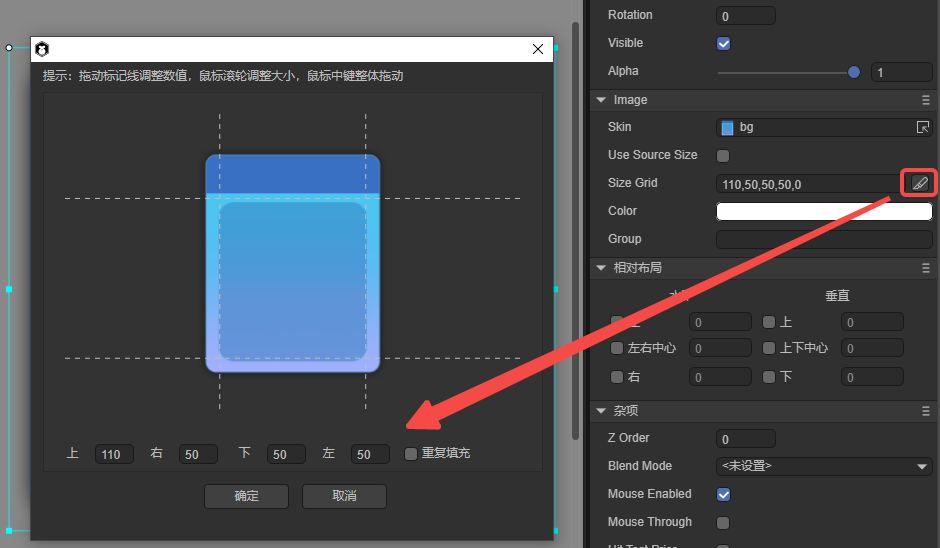 提示：拖动标记线调整数值，鼠标滚轮调整大小，鼠标中键整体拖动
上 110 右 50 下 50 左 50 重复填充
确定 取消
Rotation 0
Visible
Alpha 1
Image
Skin bg
Use Source Size
Size Grid 110,50,50,50,0
Color
Group
相对布局
垂直
0 上 0
左右中心 0 上下中心 0
右 0 下 0
杂项
Z Order 0
Blend Mode <未设置>
Mouse Enabled
Mouse Through